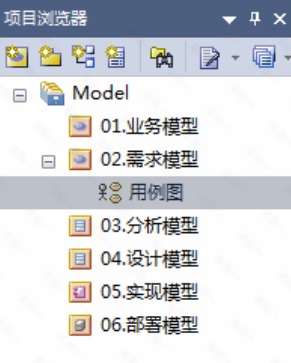 项目浏览器
Model
01.业务模型
02.需求模型
用例图
03.分析模型
04.设计模型
05.实现模型
06.部署模型